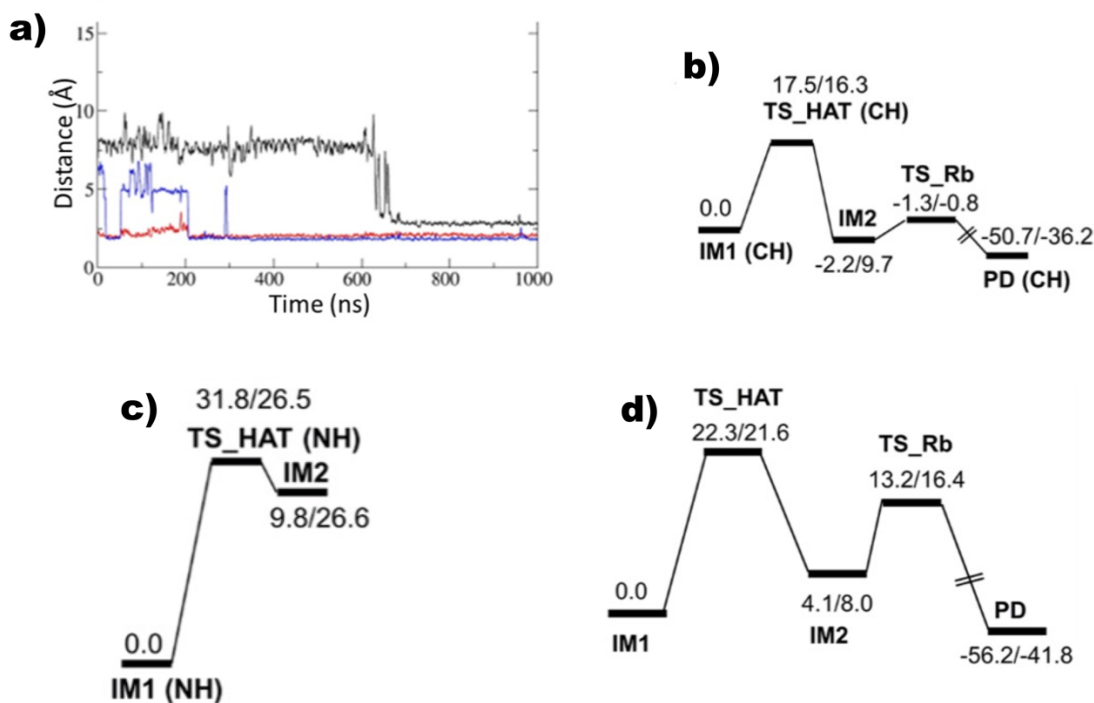 a)
15
10
5
0
Distance (Å)
0 200 400 600 800 1000
Time (ns)
b)
17.5/16.3
TS_HAT (CH)
0.0
IM1 (CH)
IM2
-2.2/9.7
TS_Rb
-1.3/-0.8
-50.7/-36.2
PD (CH)
c)
31.8/26.5
TS_HAT (NH)
IM2
9.8/26.6
0.0
IM1 (NH)
d)
TS_HAT
22.3/21.6
TS_Rb
13.2/16.4
0.0
IM1
4.1/8.0
IM2
PD
-56.2/-41.8